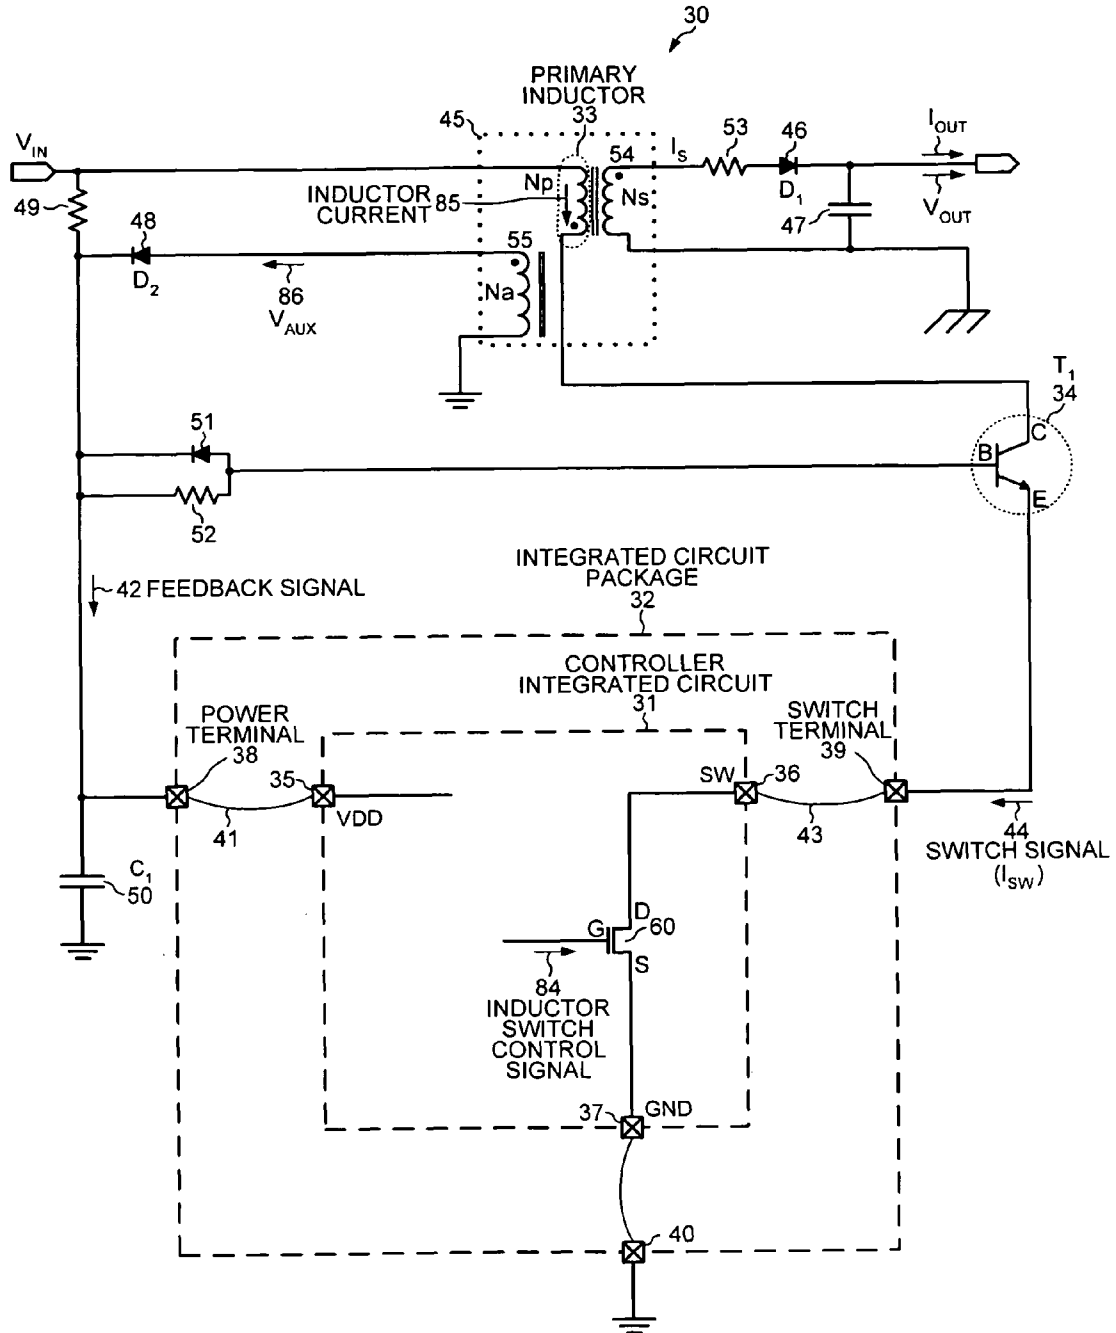 30
PRIMARY
INDUCTOR
33
45
V_IN
54
I_S
53
46
I_OUT
Np
Ns
D_1
49
INDUCTOR
CURRENT
85
47
V_OUT
48
55
D_2
86
V_AUX
Na
T_1
34
51
C
B
E
52
INTEGRATED CIRCUIT
PACKAGE
32
42 FEEDBACK SIGNAL
CONTROLLER
INTEGRATED CIRCUIT
31
POWER
TERMINAL
38
SWITCH
TERMINAL
39
35
SW
36
VDD
41
43
44
SWITCH SIGNAL
(I_SW)
C_1
50
D
G
60
S
84
INDUCTOR
SWITCH
CONTROL
SIGNAL
37
GND
40